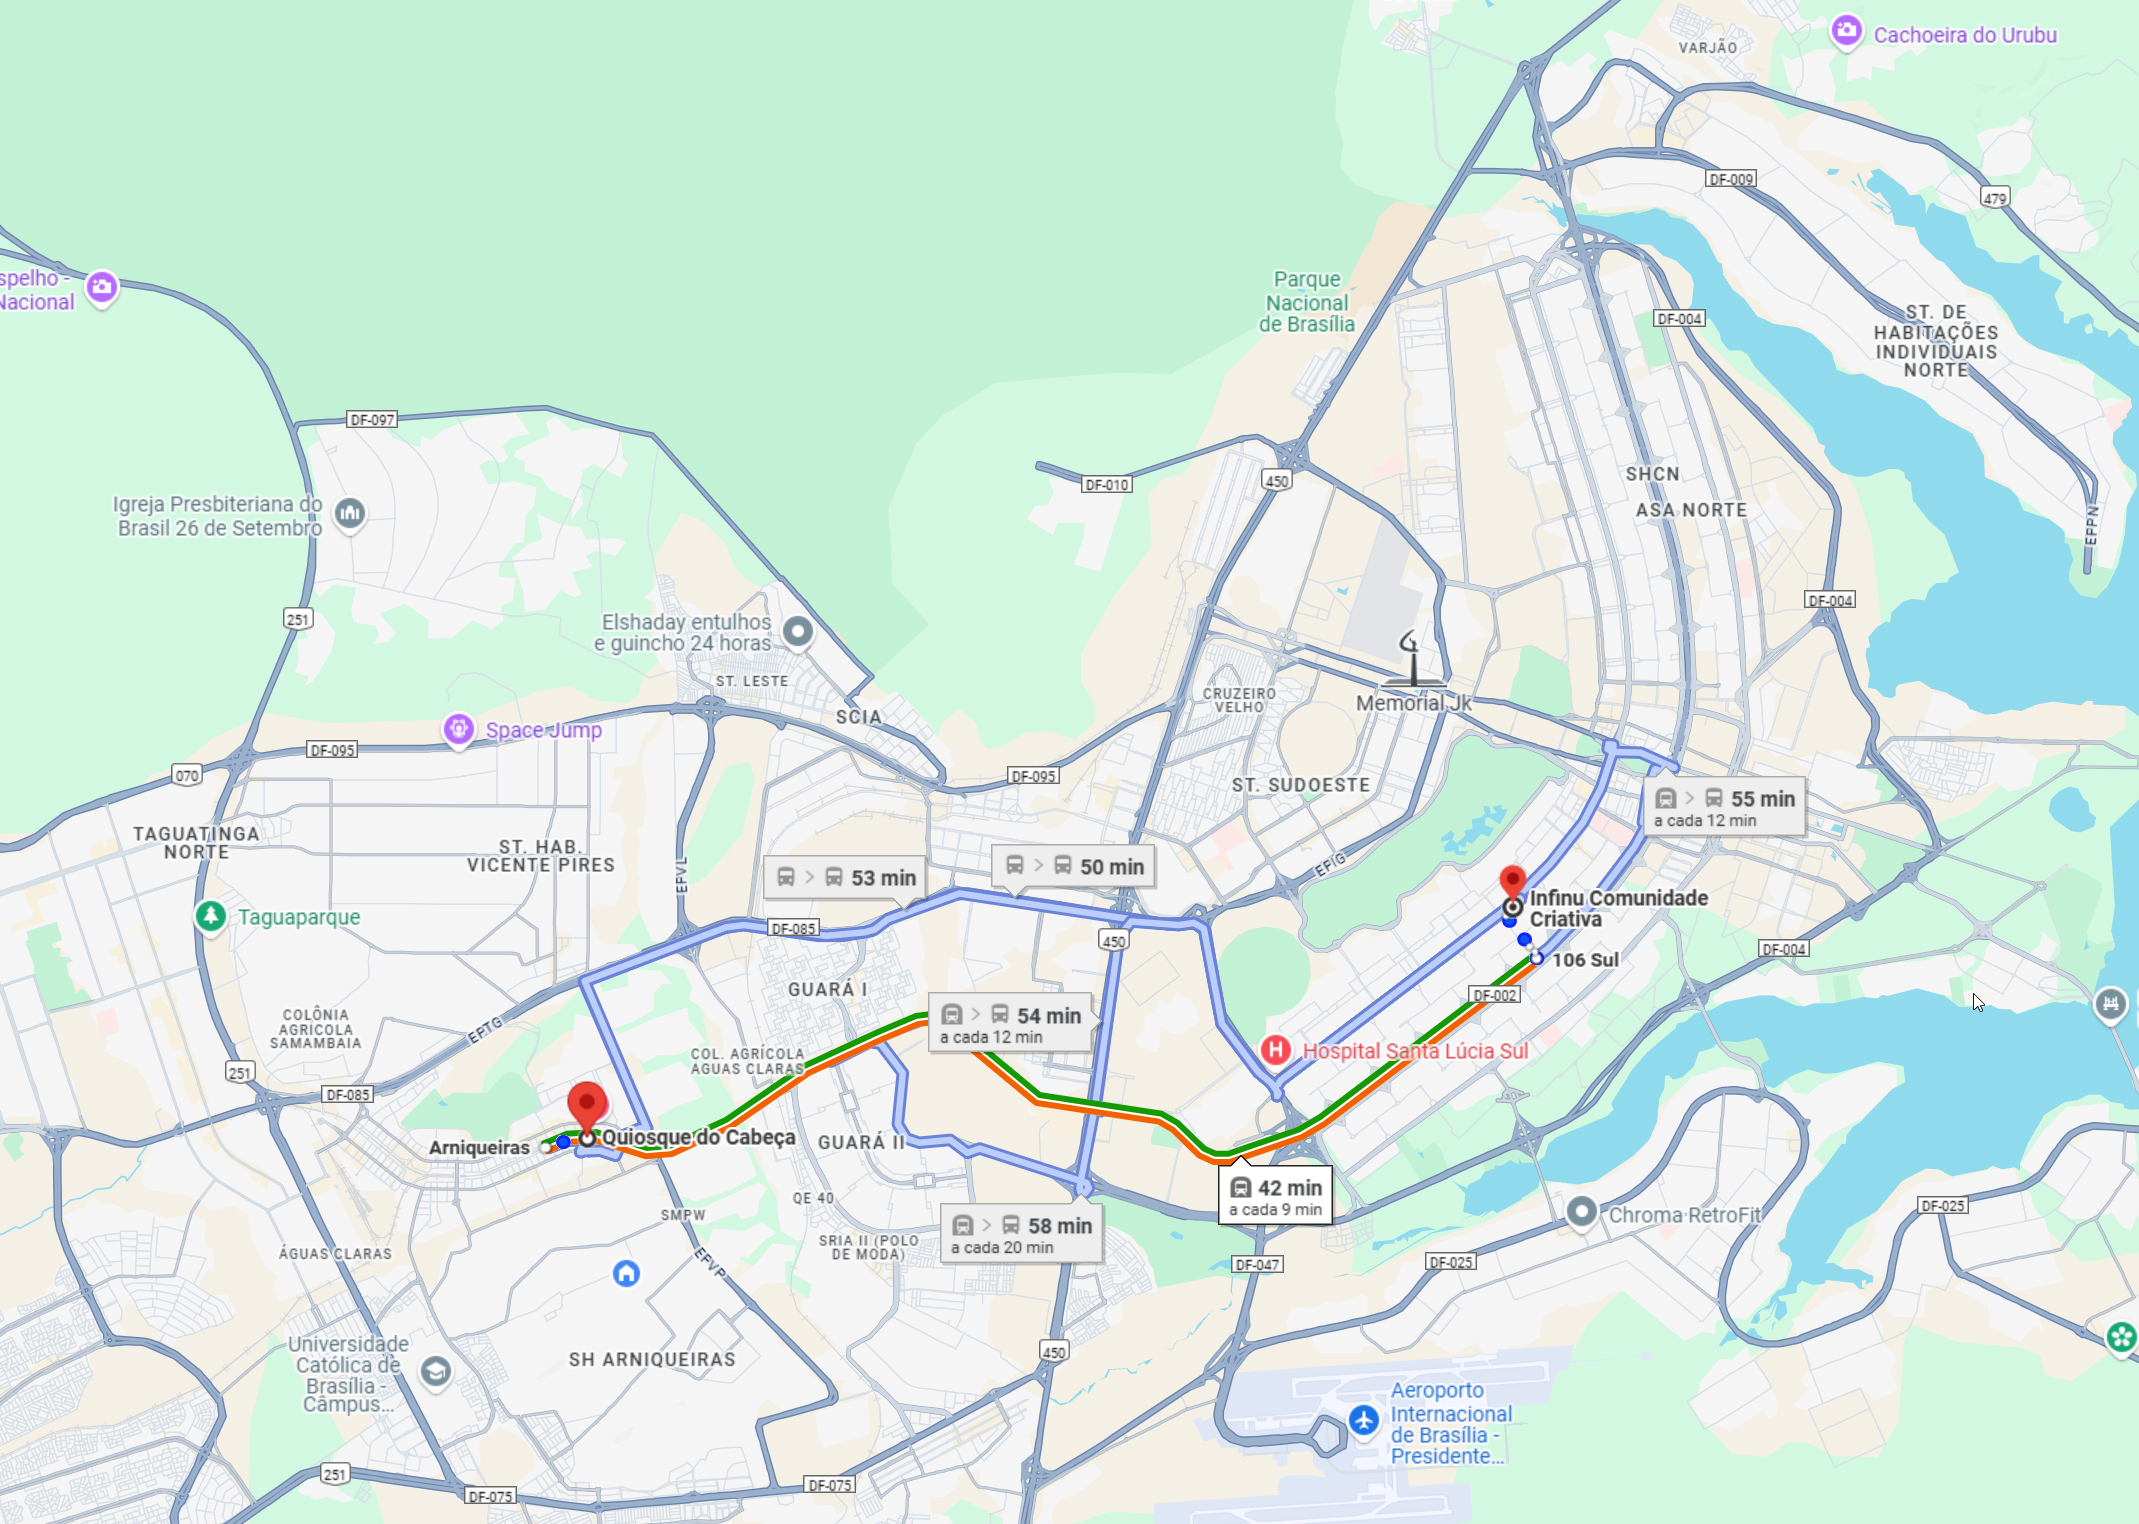 VARJÃO
Cachoeira do Urubu
DF-009
479
spelho -
Nacional
Parque
Nacional
de Brasília
DF-004
ST. DE
HABITAÇÕES
INDIVIDUAIS
NORTE
DF-097
SHCN
450
DF-010
ASA NORTE
Igreja Presbiteriana do
Brasil 26 de Setembro
EPPN
DF-004
251
Elshaday entulhos
e guincho 24 horas
ST. LESTE
CRUZEIRO
VELHO
Memorial Jk
SCIA
Space Jump
DF-095
070
DF-095
ST. SUDOESTE
55 min
a cada 12 min
TAGUATINGA
NORTE
ST. HAB.
VICENTE PIRES
EPVL
53 min
50 min
EPIG
Infinu Comunidade
Criativa
Taguaparque
DF-085
450
DF-004
106 Sul
GUARÁ I
DF-002
COLÔNIA
AGRICOLA
SAMAMBAIA
EPTG
54 min
a cada 12 min
Hospital Santa Lúcia Sul
COL. AGRÍCOLA
AGUAS CLARAS
251
DF-085
Arniqueiras
Quiosque do Cabeça
GUARÁ II
42 min
a cada 9 min
QE 40
SMPW
58 min
a cada 20 min
Chroma RetroFit
DF-025
SRIA II (POLO
DE MODA)
ÁGUAS CLARAS
EPVP
DF-047
DF-025
Universidade
Católica de
Brasília -
Câmpus...
SH ARNIQUEIRAS
450
Aeroporto
Internacional
de Brasília -
Presidente...
251
DF-075
DF-075